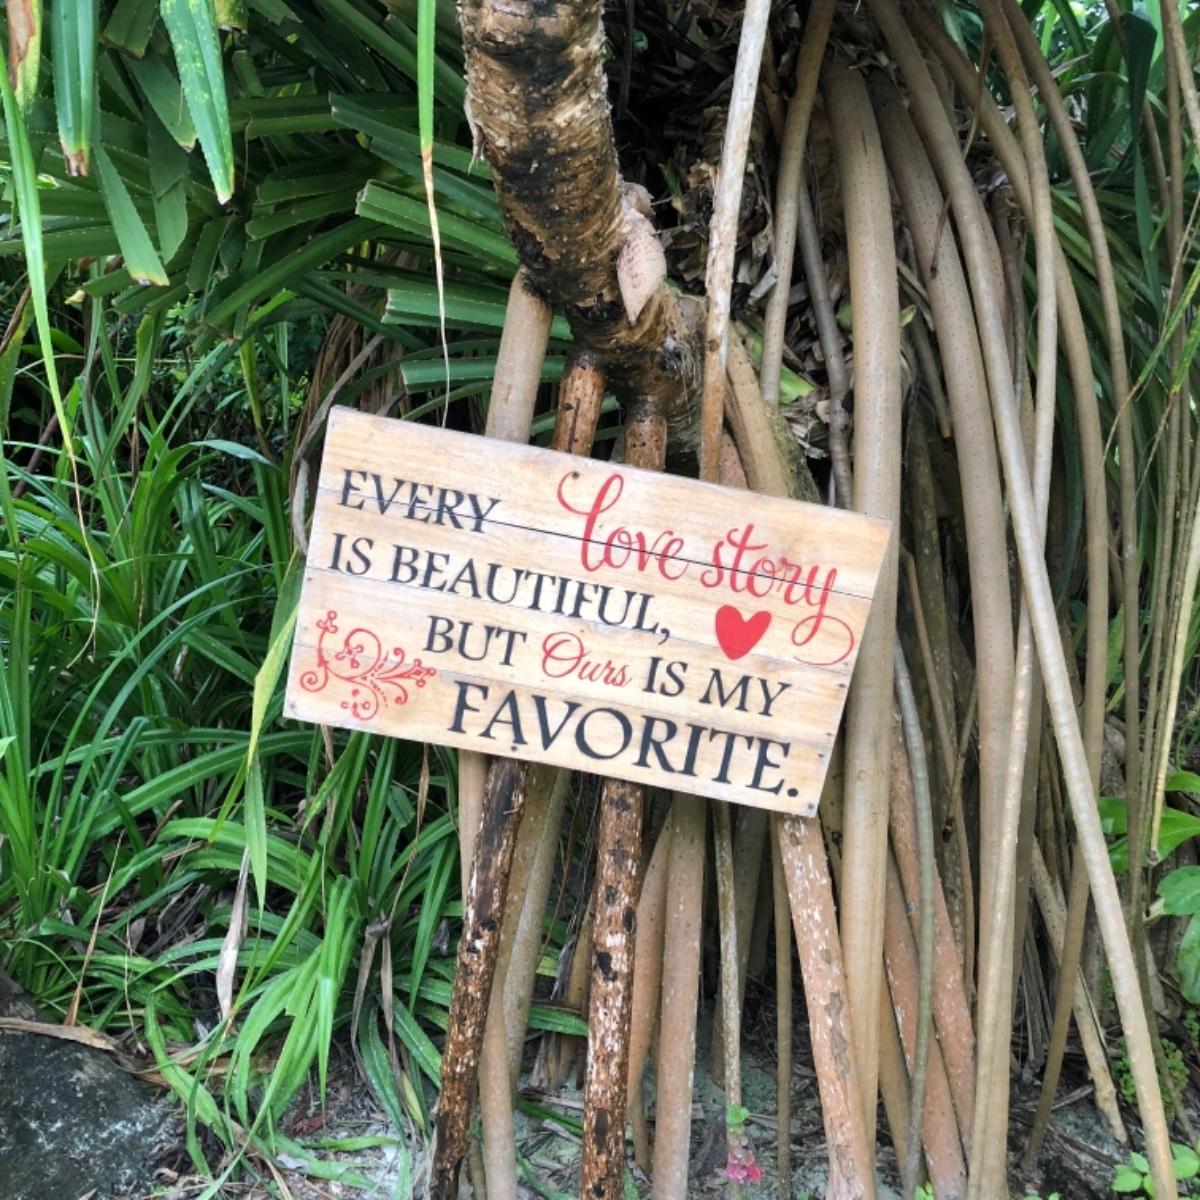 EVERY love story
IS BEAUTIFUL,
BUT Ours IS MY
FAVORITE.